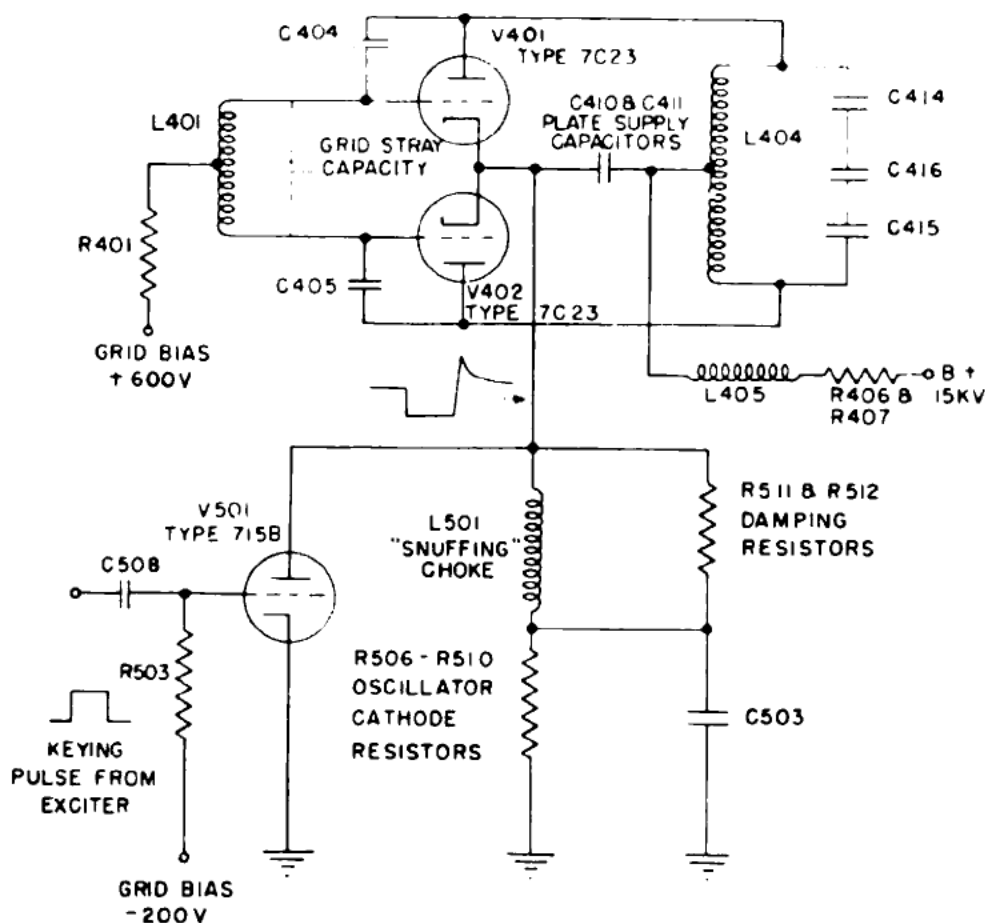 C404
V401
TYPE 7C23
L401
GRID STRAY
CAPACITY
C410 & C411
PLATE SUPPLY
CAPACITORS
L404
C414
C416
C415
R401
C405
V402
TYPE 7C23
GRID BIAS
+600V
L405
R406 &
R407
B +
15KV
V501
TYPE 715B
L501
"SNUFFING"
CHOKE
R511 & R512
DAMPING
RESISTORS
C508
R503
R506 - R510
OSCILLATOR
CATHODE
RESISTORS
C503
KEYING
PULSE FROM
EXCITER
GRID BIAS
-200V